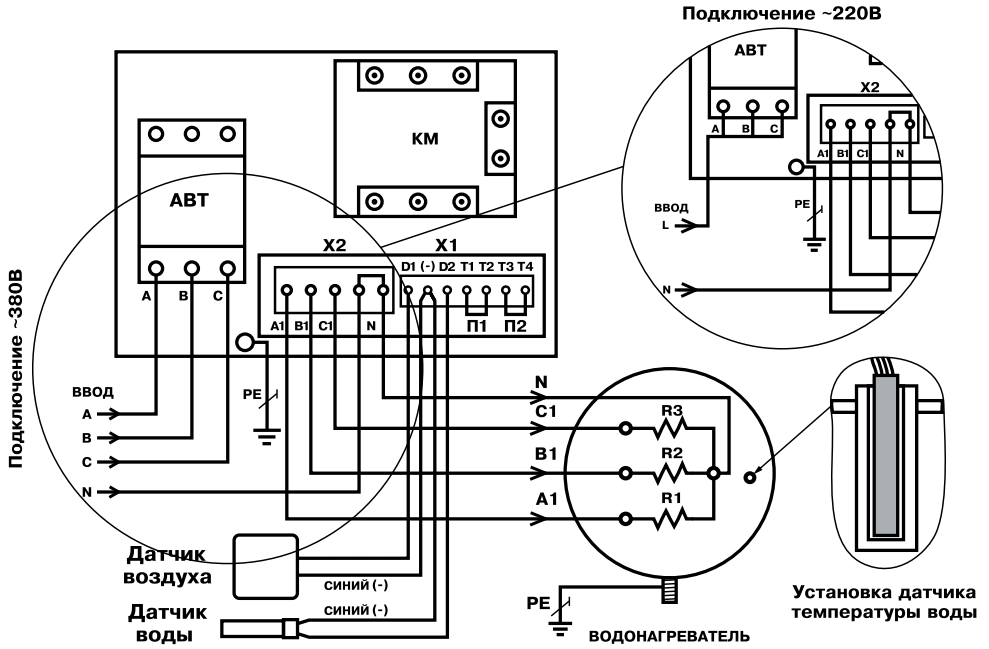 Подключение ~220В
АВТ
X2
A
B
C
A1
B1
C1
N
PE
ВВОД
L
N
КМ
АВТ
X2
X1
D1 (-) D2 T1 T2 T3 T4
A
B
C
A1
B1
C1
N
П1
П2
Подключение ~380В
ВВОД
A
B
C
N
PE
N
C1
B1
A1
R3
R2
R1
Датчик
воздуха
синий (-)
синий (-)
Датчик
воды
PE
ВОДОНАГРЕВАТЕЛЬ
Установка датчика
температуры воды